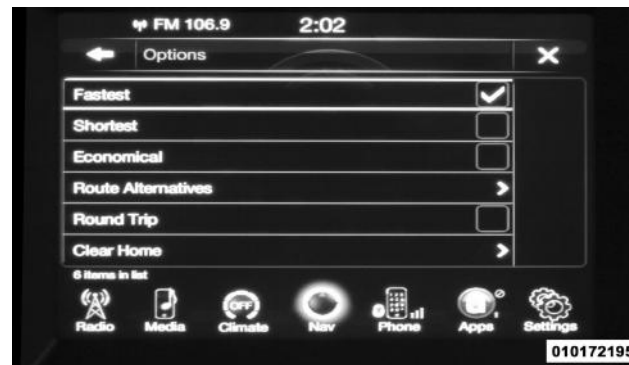 FM 106.9 2:02
Options
Fastest
Shortest
Economical
Route Alternatives
Round Trip
Clear Home
6 items in list
OFF
Radio Media Climate Nav Phone Apps Settings
010172195